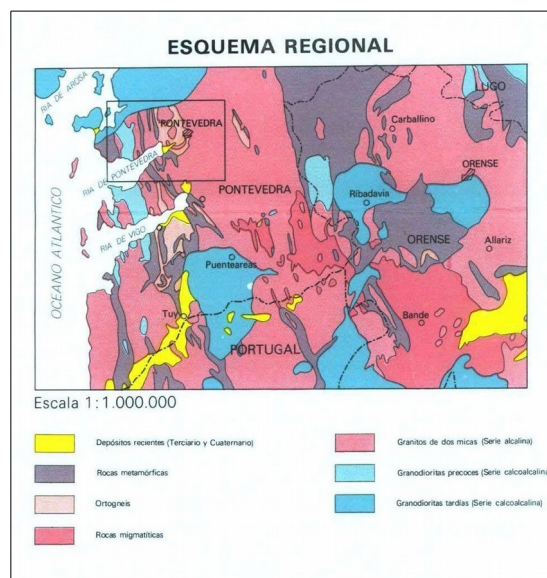 ESQUEMA REGIONAL
RIA DE AROSA
LUGO
PONTEVEDRA
Carballino
ORENSE
RIA DE PONTEVEDRA
PONTEVEDRA
Ribadavia
OCEANO ATLANTICO
RIA DE VIGO
ORENSE
Allariz
Puenteareas
Tuy
Bande
PORTUGAL
Escala 1:1.000.000
Depósitos recientes (Terciario y Cuaternario)
Granitos de dos micas (Serie alcalina)
Rocas metamórficas
Granodioritas precoces (Serie calcoalcalina)
Ortogneis
Granodioritas tardías (Serie calcoalcalina)
Rocas migmatíticas